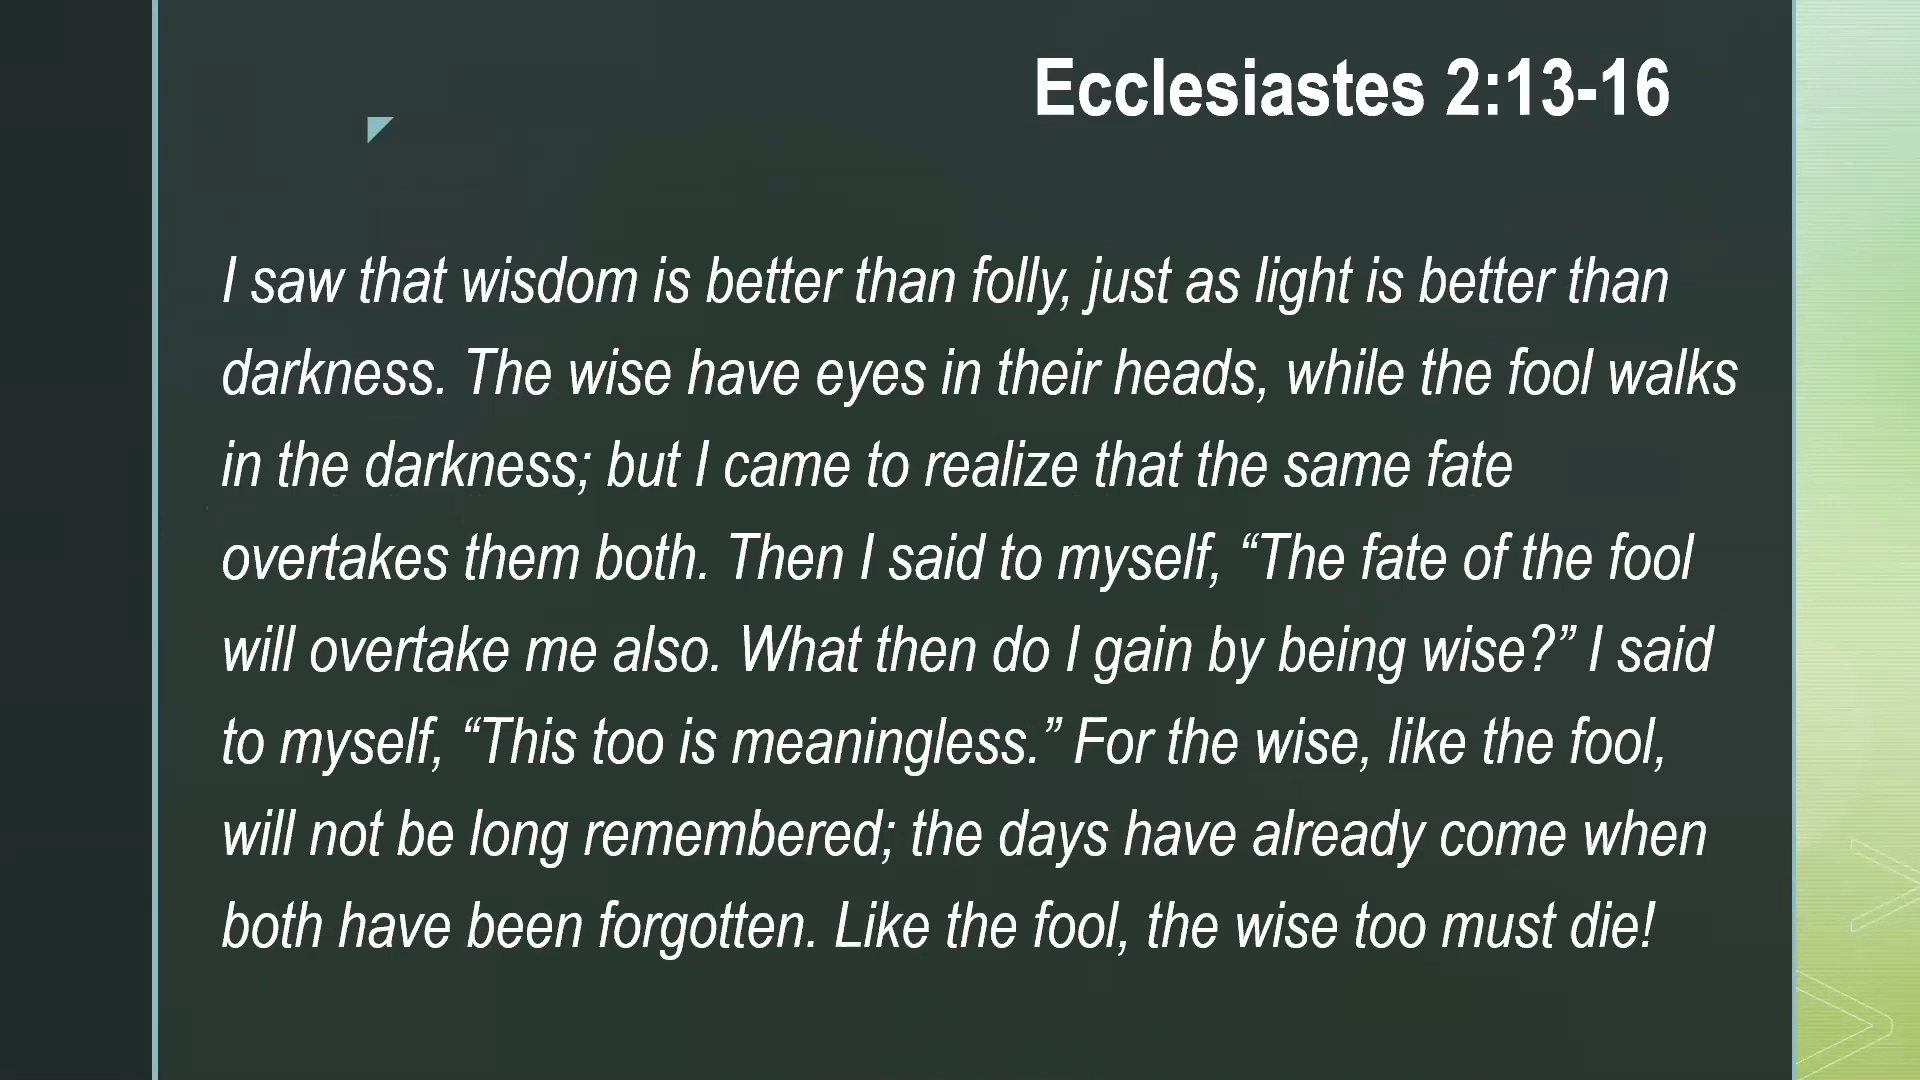 Ecclesiastes 2:13-16
I saw that wisdom is better than folly, just as light is better than
darkness. The wise have eyes in their heads, while the fool walks
in the darkness; but I came to realize that the same fate
overtakes them both. Then I said to myself, “The fate of the fool
will overtake me also. What then do I gain by being wise?” I said
to myself, “This too is meaningless.” For the wise, like the fool,
will not be long remembered; the days have already come when
both have been forgotten. Like the fool, the wise too must die!